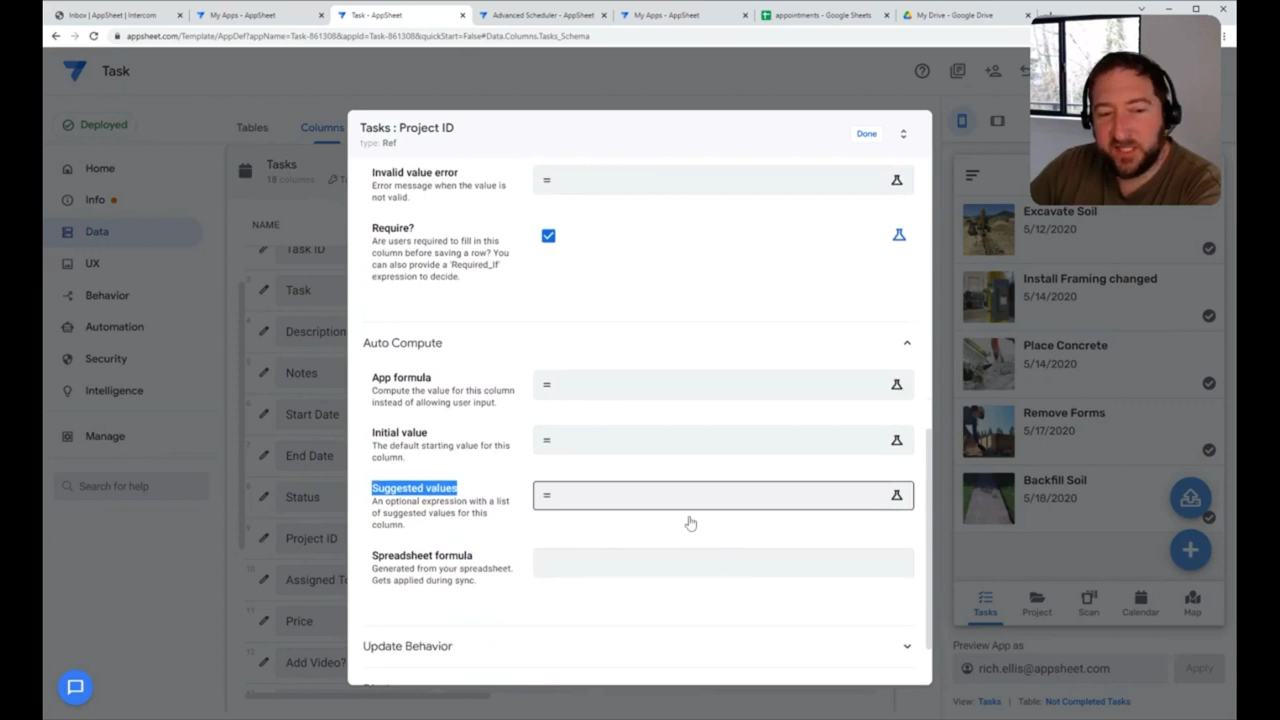 Inbox | AppSheet | Intercom
My Apps - AppSheet
Task - AppSheet
Advanced Scheduler - AppSheet
My Apps - AppSheet
appointments - Google Sheets
My Drive - Google Drive
appsheet.com/Template/AppDef?appName=Task-861308&appId=Task-861308&quickStart=False#Data.Columns.Tasks_Schema
Task
Deployed
Home
Info
Data
UX
Behavior
Automation
Security
Intelligence
Manage
Search for help
Tables
Columns
Tasks
18 columns
NAME
Task ID
Task
Description
Notes
Start Date
End Date
Status
Project ID
Assigned T
Price
Add Video?
Tasks : Project ID
type: Ref
Done
Invalid value error
Error message when the value is
not valid.
=
Require?
Are users required to fill in this
column before saving a row? You
can also provide a 'Required_If'
expression to decide.
Auto Compute
App formula
Compute the value for this column
instead of allowing user input.
=
Initial value
The default starting value for this
column.
=
Suggested values
An optional expression with a list
of suggested values for this
column.
=
Spreadsheet formula
Generated from your spreadsheet.
Gets applied during sync.
Update Behavior
Excavate Soil
5/12/2020
Install Framing changed
5/14/2020
Place Concrete
5/14/2020
Remove Forms
5/17/2020
Backfill Soil
5/18/2020
Tasks
Project
Scan
Calendar
Map
Preview App as
rich.ellis@appsheet.com
Apply
View: Tasks | Table: Not Completed Tasks